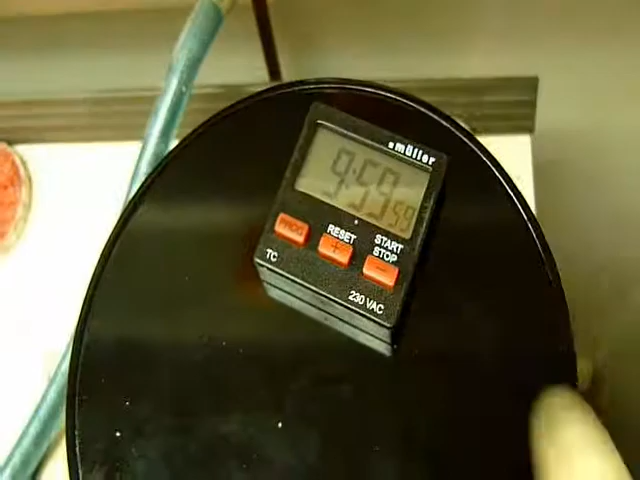 müller
9:59 59
PROG
RESET
+
START
STOP
-
TC
230 VAC